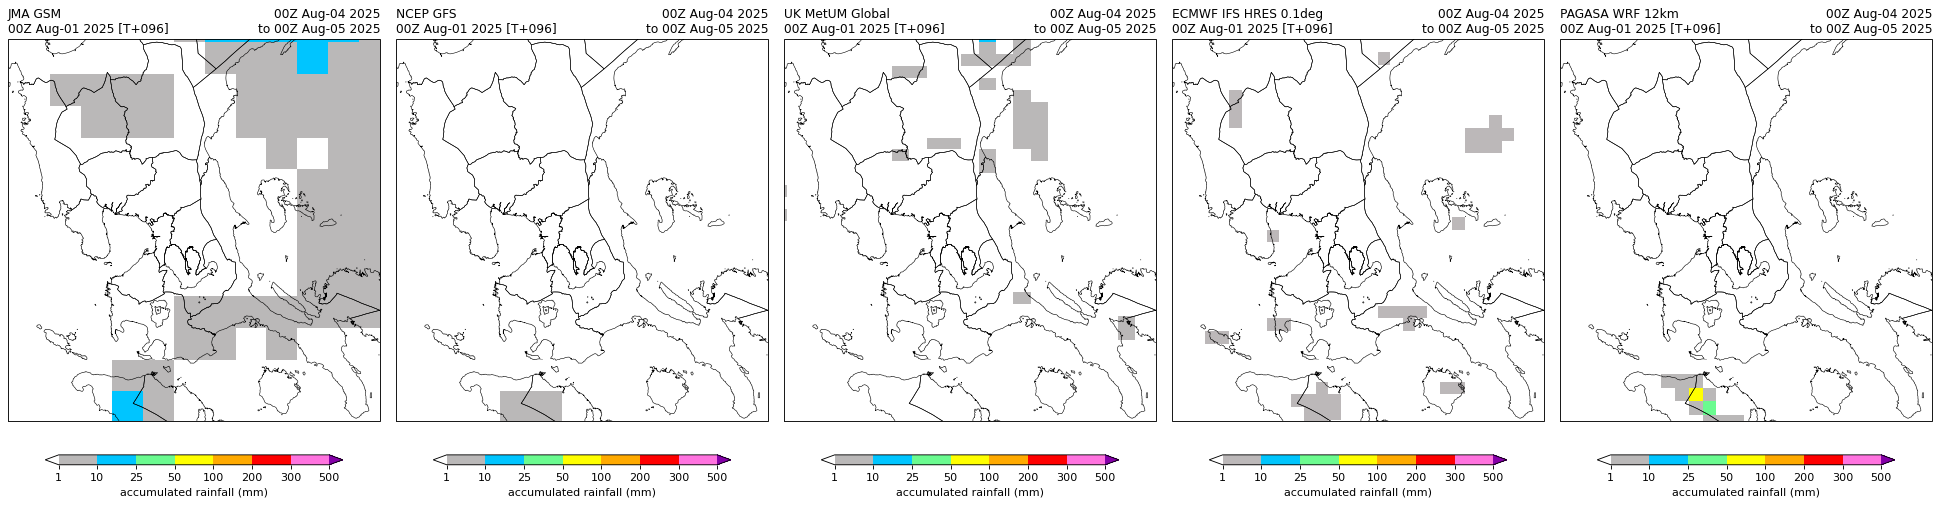 JMA GSM 00Z Aug-04 2025
00Z Aug-01 2025 [T+096] to 00Z Aug-05 2025
NCEP GFS 00Z Aug-04 2025
00Z Aug-01 2025 [T+096] to 00Z Aug-05 2025
UK MetUM Global 00Z Aug-04 2025
00Z Aug-01 2025 [T+096] to 00Z Aug-05 2025
ECMWF IFS HRES 0.1deg 00Z Aug-04 2025
00Z Aug-01 2025 [T+096] to 00Z Aug-05 2025
PAGASA WRF 12km 00Z Aug-04 2025
00Z Aug-01 2025 [T+096] to 00Z Aug-05 2025
1 10 25 50 100 200 300 500
accumulated rainfall (mm)
1 10 25 50 100 200 300 500
accumulated rainfall (mm)
1 10 25 50 100 200 300 500
accumulated rainfall (mm)
1 10 25 50 100 200 300 500
accumulated rainfall (mm)
1 10 25 50 100 200 300 500
accumulated rainfall (mm)